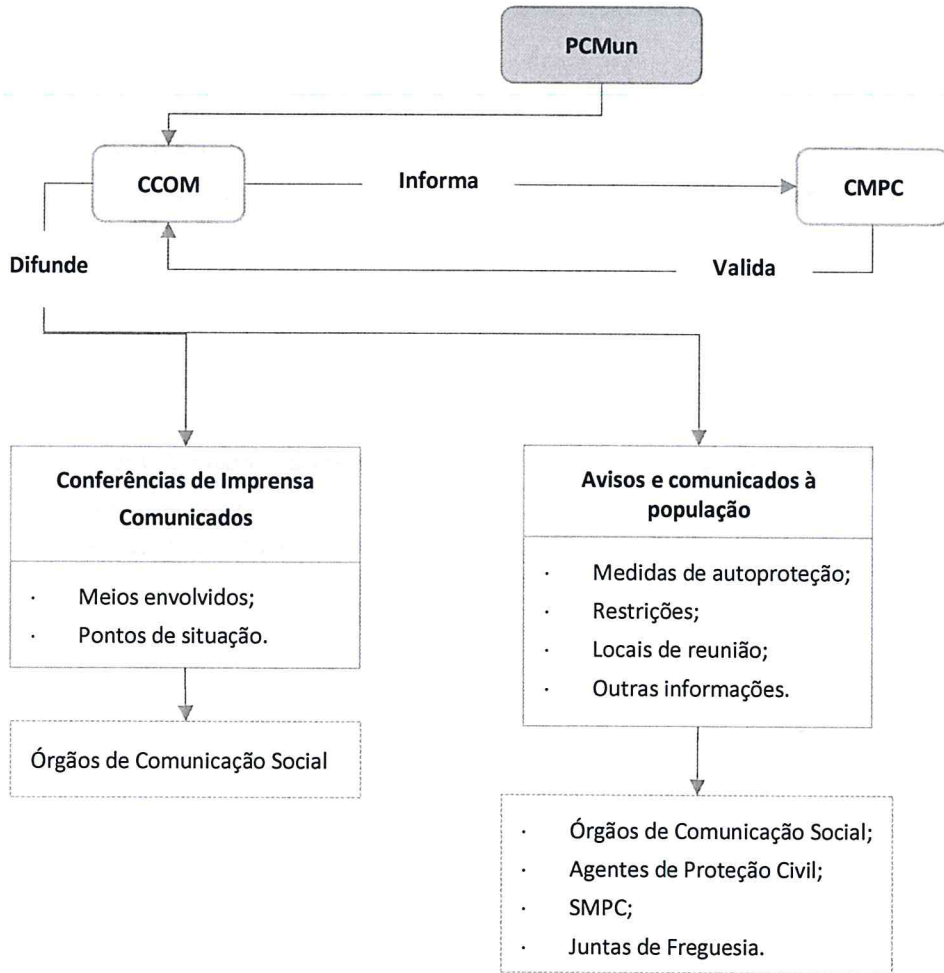 PCMun
CCOM
Informa
CMPC
Difunde
Valida
Conferências de Imprensa
Comunicados
· Meios envolvidos;
· Pontos de situação.
Órgãos de Comunicação Social
Avisos e comunicados à
população
· Medidas de autoproteção;
· Restrições;
· Locais de reunião;
· Outras informações.
· Órgãos de Comunicação Social;
· Agentes de Proteção Civil;
· SMPC;
· Juntas de Freguesia.